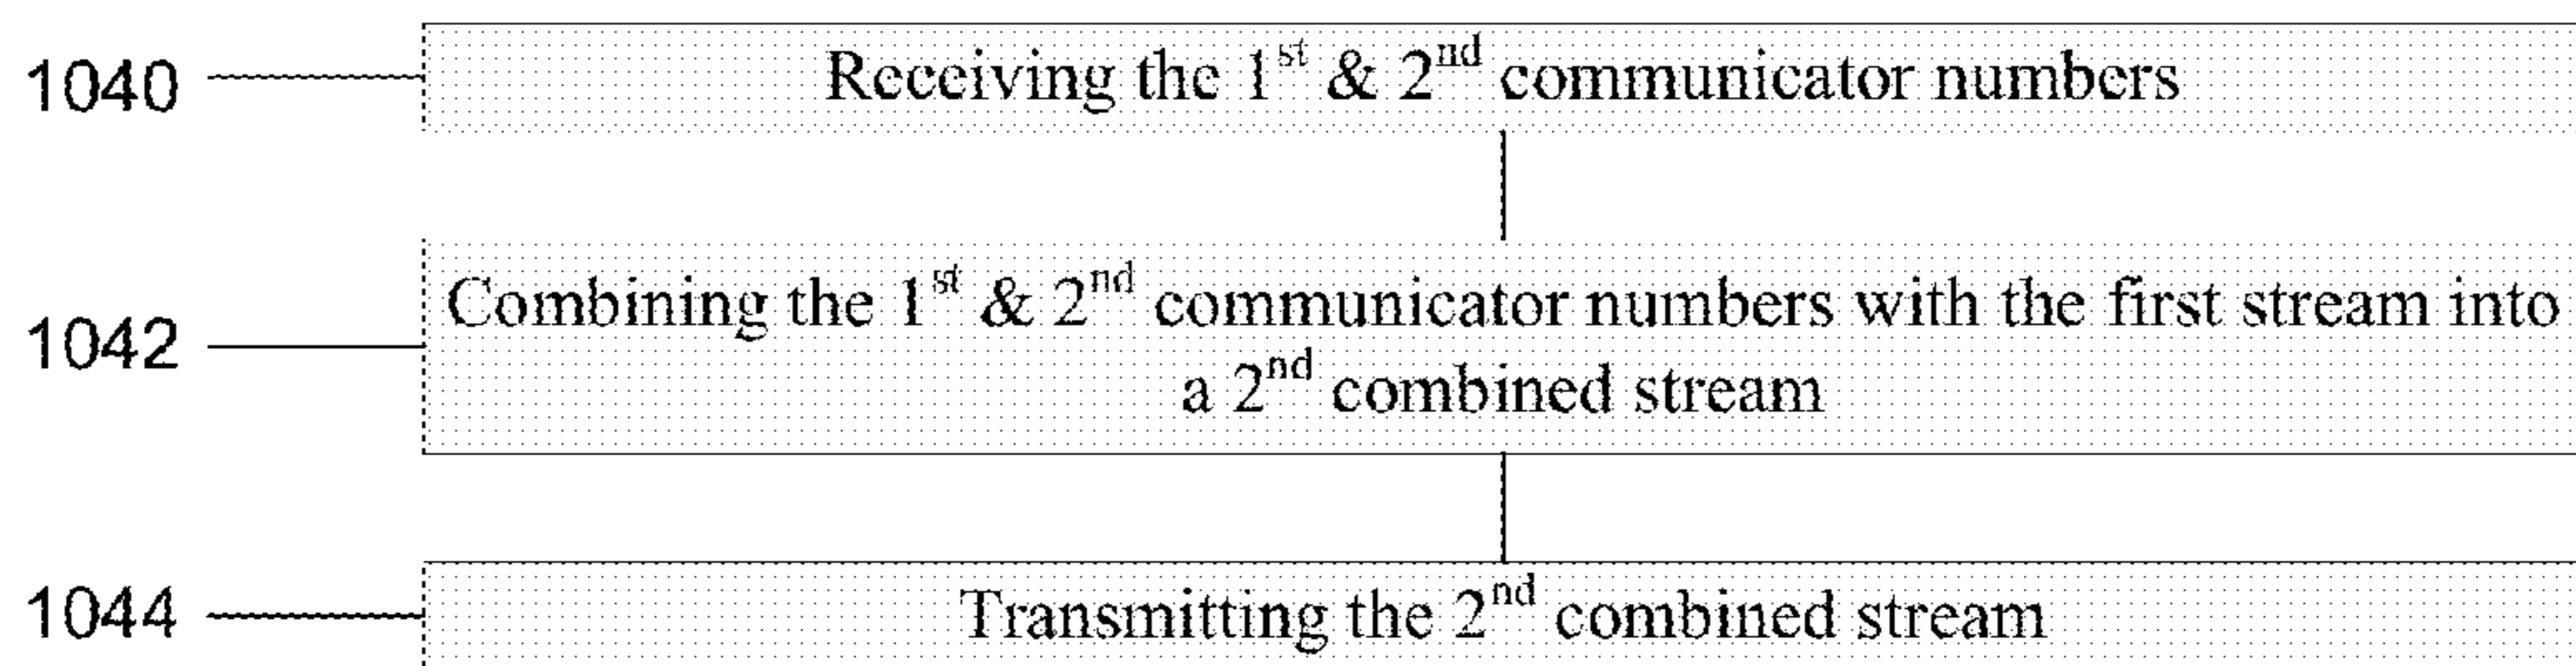 1040 Receiving the 1st & 2nd communicator numbers
1042 Combining the 1st & 2nd communicator numbers with the first stream into
a 2nd combined stream
1044 Transmitting the 2nd combined stream